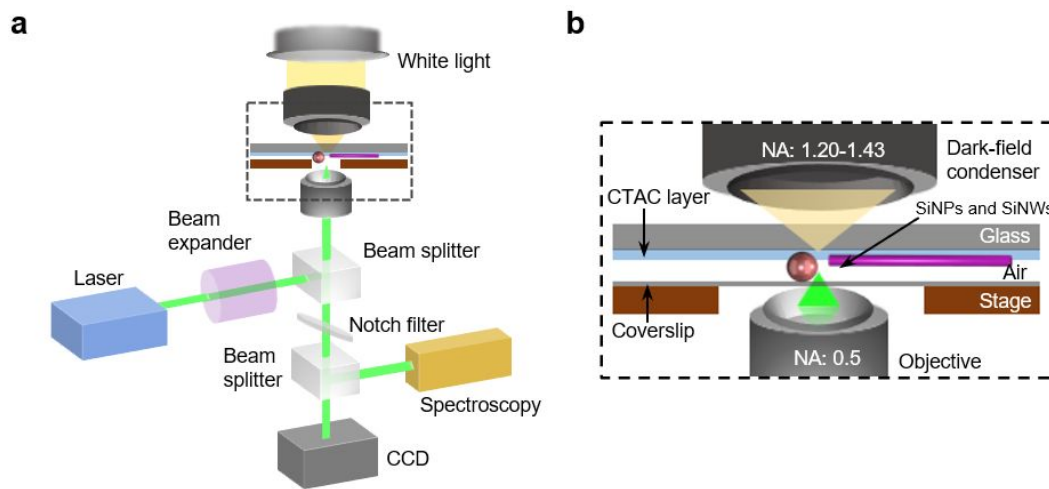 a
White light
Beam
expander
Beam splitter
Laser
Notch filter
Beam
splitter
Spectroscopy
CCD
b
NA: 1.20-1.43
Dark-field
condenser
CTAC layer
SiNPs and SiNWs
Glass
Air
Stage
Coverslip
NA: 0.5
Objective